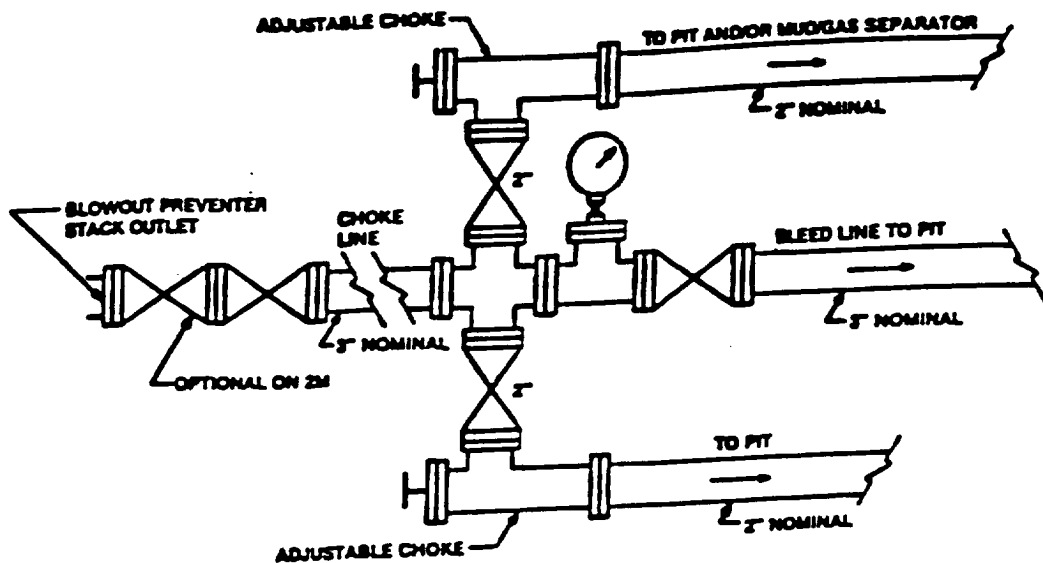 ADJUSTABLE CHOKE
TO PIT AND/OR MUD/GAS SEPARATOR
2" NOMINAL
2"
BLOWOUT PREVENTER
STACK OUTLET
CHOKE
LINE
BLEED LINE TO PIT
3" NOMINAL
3" NOMINAL
OPTIONAL ON 2M
2"
TO PIT
2" NOMINAL
ADJUSTABLE CHOKE